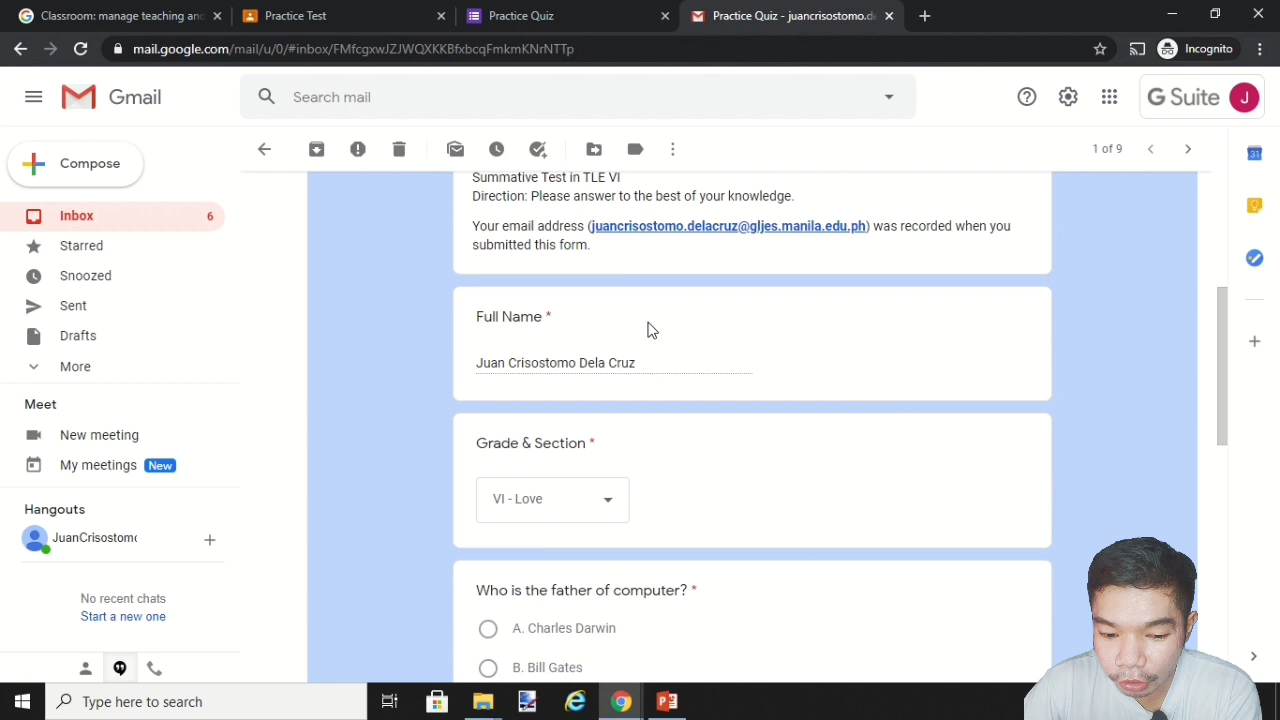 Classroom: manage teaching and
Practice Test
Practice Quiz
Practice Quiz - juancrisostomo.de
mail.google.com/mail/u/0/#inbox/FMfcgxwJZJWQXKKBfxbcqFmkmKNrNTTp
Incognito
Gmail
Search mail
G Suite
J
Compose
1 of 9
Inbox
6
Starred
Snoozed
Sent
Drafts
More
Meet
New meeting
My meetings
New
Hangouts
JuanCrisostomo
No recent chats
Start a new one
Summative Test in TLE VI
Direction: Please answer to the best of your knowledge.
Your email address (juancrisostomo.delacruz@gljes.manila.edu.ph) was recorded when you
submitted this form.
Full Name *
Juan Crisostomo Dela Cruz
Grade & Section *
VI - Love
Who is the father of computer? *
A. Charles Darwin
B. Bill Gates
31
Type here to search